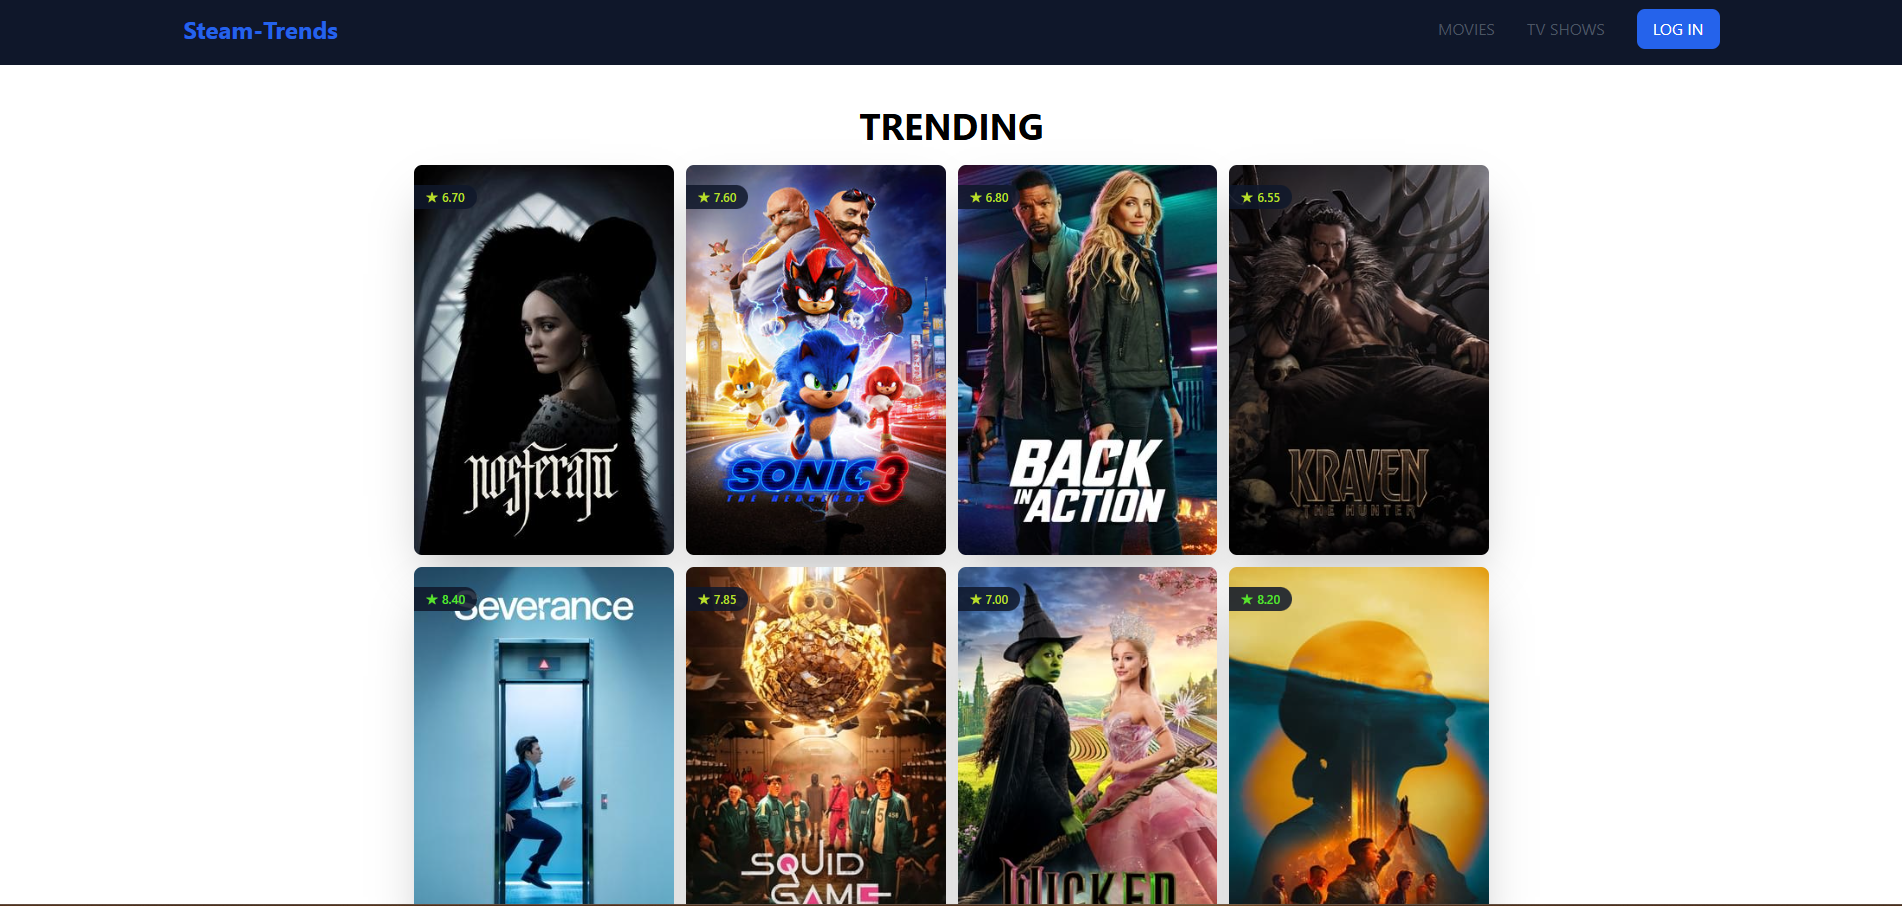 Steam-Trends
MOVIES
TV SHOWS
LOG IN
TRENDING
★ 6.70
nosferatu
★ 7.60
SONIC 3
THE HEDGEHOG
★ 6.80
BACK
IN ACTION
★ 6.55
KRAVEN
THE HUNTER
★ 8.40
Severance
★ 7.85
SQUID
GAME
★ 7.00
WICKED
★ 8.20